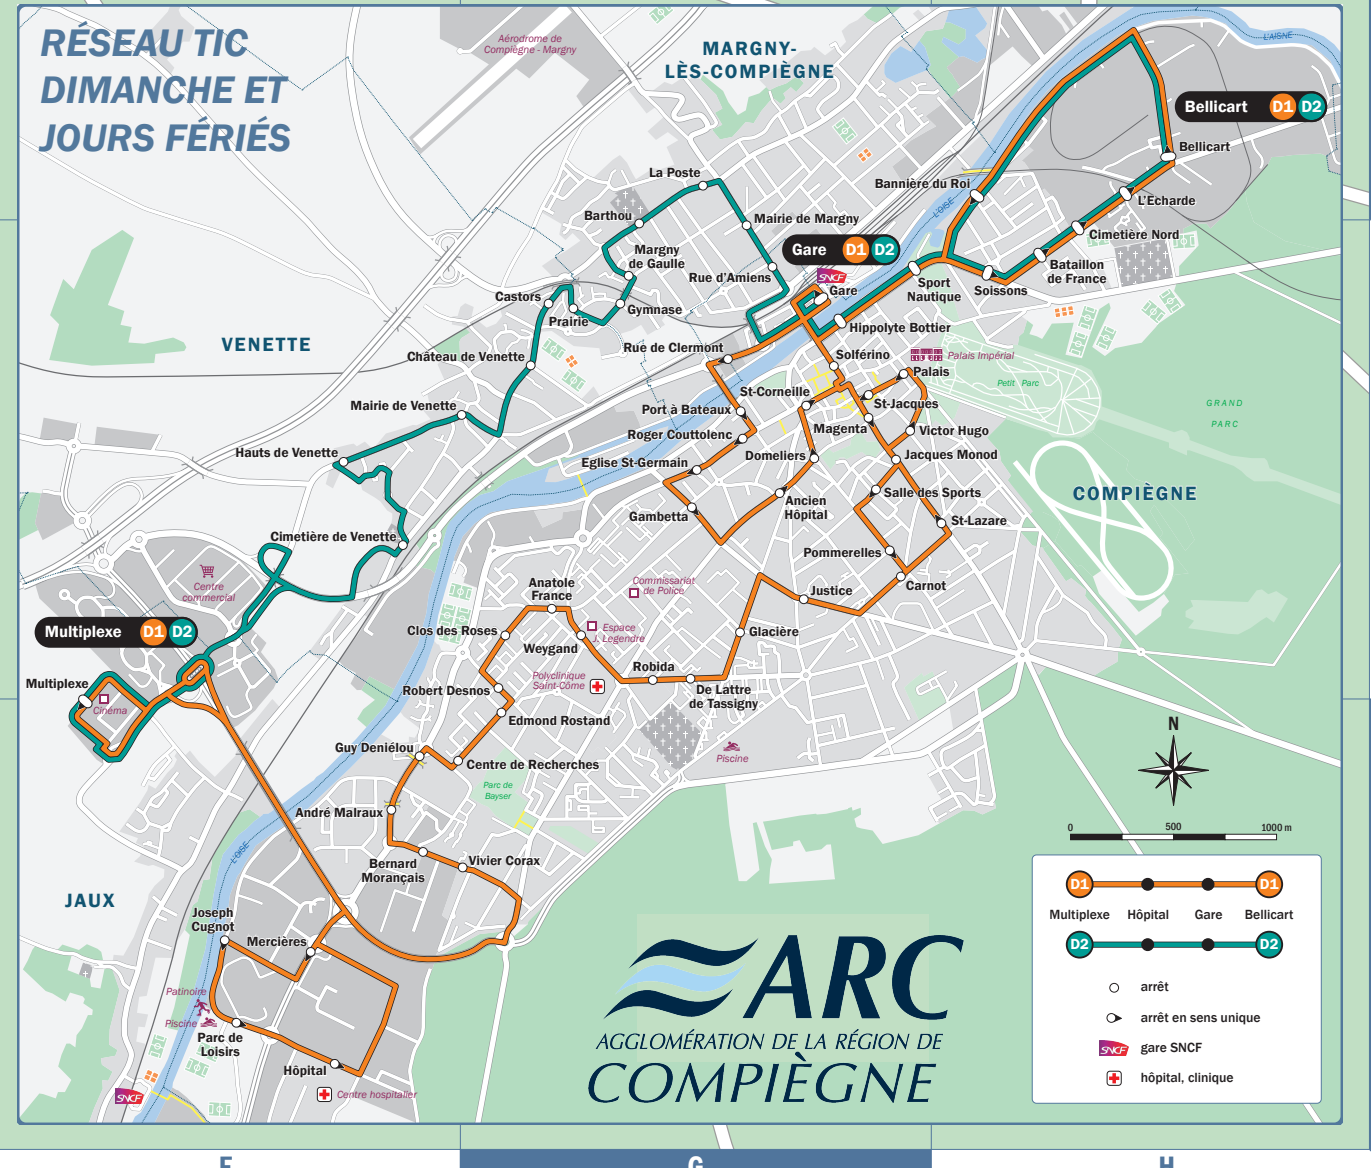 RÉSEAU TIC
DIMANCHE ET
JOURS FÉRIÉS
Aérodrome de
Compiègne - Margny
MARGNY-
LÈS-COMPIÈGNE
L'AISNE
Bellicart D1 D2
Bellicart
La Poste
Bannière du Roi
L'Echarde
L'OISE
Barthou
Mairie de Margny
Cimetière Nord
Margny
de Gaulle
Gare D1 D2
Bataillon
de France
Rue d'Amiens
SNCF
Gare
Sport
Nautique
Soissons
Castors
Prairie
Gymnase
Hippolyte Bottier
VENETTE
Rue de Clermont
Château de Venette
Solférino
Palais Impérial
Palais
Petit Parc
St-Corneille
St-Jacques
GRAND
PARC
Mairie de Venette
Port à Bateaux
Magenta
Victor Hugo
Roger Couttolenc
Hauts de Venette
Domeliers
Jacques Monod
Eglise St-Germain
Salle des Sports
COMPIÈGNE
Ancien
Hôpital
Gambetta
St-Lazare
Cimetière de Venette
Pommerelles
Centre
commercial
Anatole
France
Commissariat
de Police
Justice
Carnot
Multiplexe D1 D2
Clos des Roses
Espace
J. Legendre
Glacière
Weygand
Robida
Polyclinique
Saint-Côme
Multiplexe
Cinéma
Robert Desnos
De Lattre
de Tassigny
Edmond Rostand
N
Guy Deniélou
Centre de Recherches
Piscine
Parc de
Bayser
André Malraux
0 500 1000 m
L'OISE
Bernard
Morançais
Vivier Corax
D1 D1
JAUX
Joseph
Cugnot
Multiplexe Hôpital Gare Bellicart
Mercières
D2 D2
ARC
AGGLOMÉRATION DE LA RÉGION DE
COMPIÈGNE
arrêt
arrêt en sens unique
SNCF gare SNCF
hôpital, clinique
Patinoire
Piscine
Parc de
Loisirs
Hôpital
Centre hospitalier
SNCF
F G H